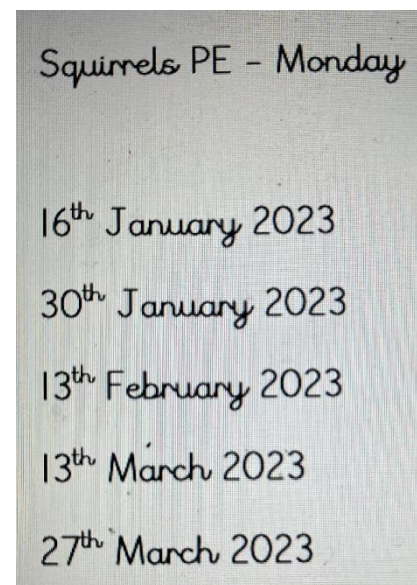 Squirrels PE - Monday
16th January 2023
30th January 2023
13th February 2023
13th March 2023
27th March 2023